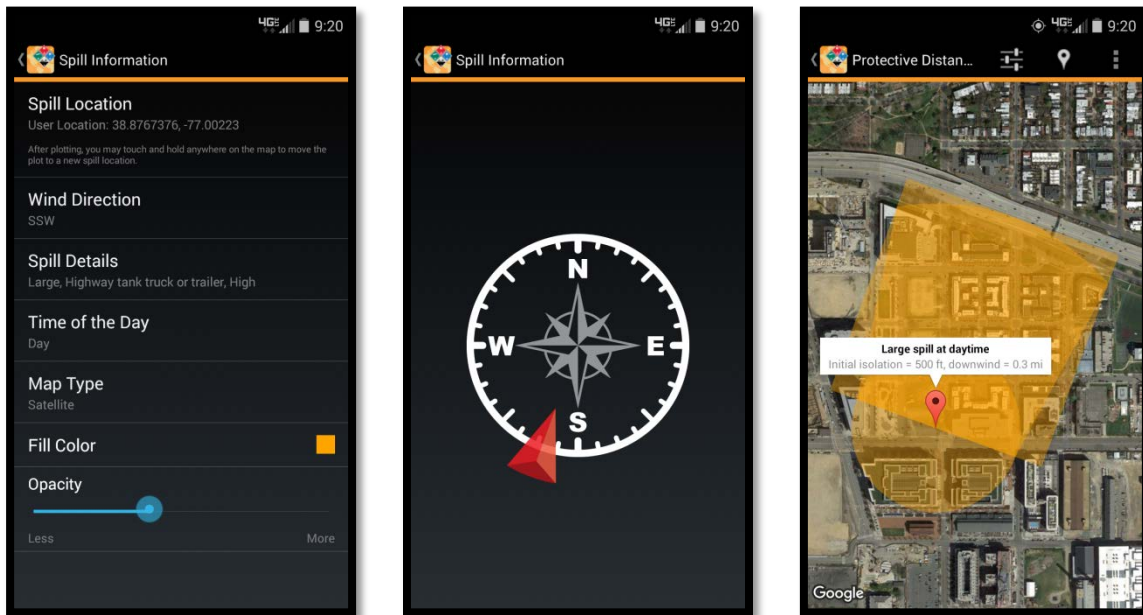 4G 9:20
Spill Information
Spill Location
User Location: 38.8767376, -77.00223
After plotting, you may touch and hold anywhere on the map to move the
plot to a new spill location.
Wind Direction
SSW
Spill Details
Large, Highway tank truck or trailer, High
Time of the Day
Day
Map Type
Satellite
Fill Color
Opacity
Less More
4G 9:20
Spill Information
N
W E
S
4G 9:20
Protective Distan...
Large spill at daytime
Initial isolation = 500 ft, downwind = 0.3 mi
Google